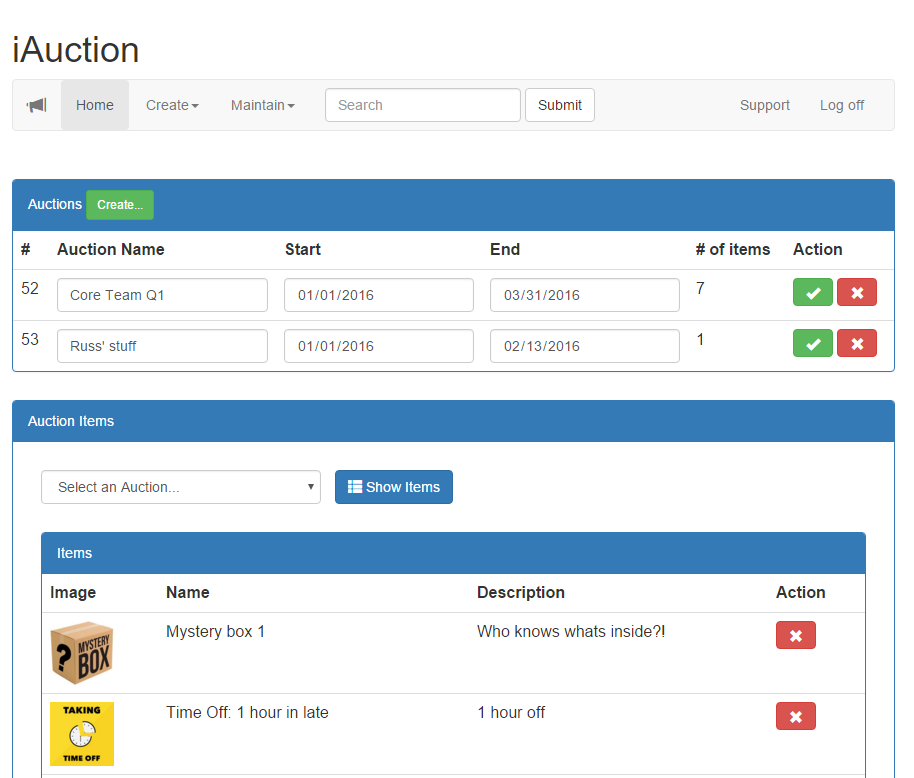 iAuction
Home Create Maintain Search Submit Support Log off
Auctions Create...
# Auction Name Start End # of items Action
52 Core Team Q1 01/01/2016 03/31/2016 7
53 Russ' stuff 01/01/2016 02/13/2016 1
Auction Items
Select an Auction... Show Items
Items
Image Name Description Action
? MYSTERY BOX Mystery box 1 Who knows whats inside?!
TAKING
Time Off: 1 hour in late 1 hour off
TIME OFF